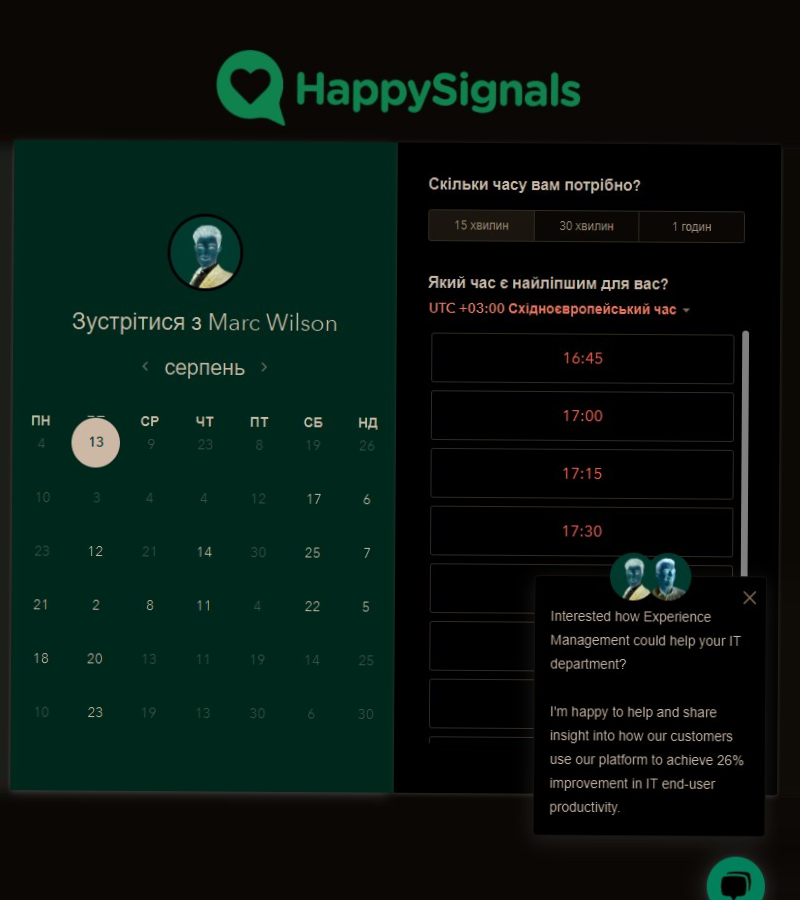 HappySignals
Зустрітися з Marc Wilson
серпень
ПН СР ЧТ ПТ СБ НД
4 13 9 23 8 19 26
10 3 4 4 12 17 6
23 12 21 14 30 25 7
21 2 8 11 4 22 5
18 20 13 11 19 14 25
10 23 19 13 30 6 30
Скільки часу вам потрібно?
15 хвилин 30 хвилин 1 годин
Який час є найліпшим для вас?
UTC +03:00 Східноєвропейський час
16:45
17:00
17:15
17:30
Interested how Experience
Management could help your IT
department?
I'm happy to help and share
insight into how our customers
use our platform to achieve 26%
improvement in IT end-user
productivity.